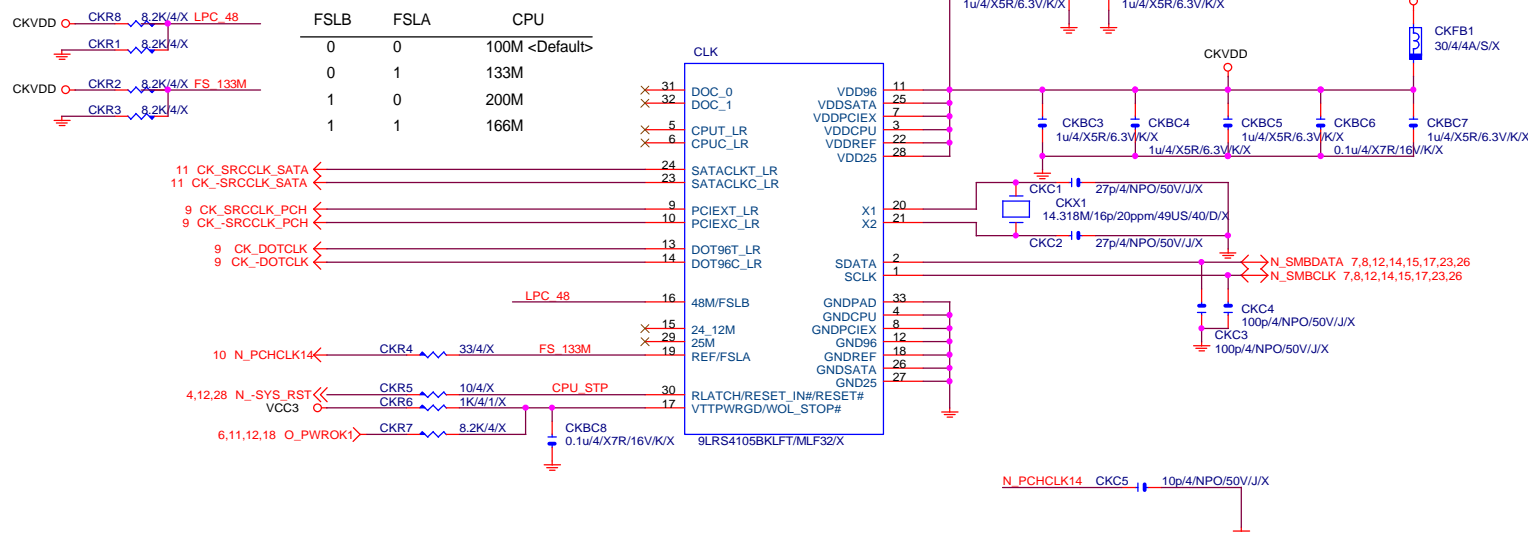 1u/4/X5R/6.3V/K/X 1u/4/X5R/6.3V/K/X
CKVDD CKR8 8.2K/4/X LPC_48
CKR1 8.2K/4/X
CKVDD CKR2 8.2K/4/X FS_133M
CKR3 8.2K/4/X
FSLB FSLA CPU
0 0 100M <Default>
0 1 133M
1 0 200M
1 1 166M
CLK
31 DOC_0
32 DOC_1
5 CPUT_LR
6 CPUC_LR
11 CK_SRCCLK_SATA 24 SATACLKT_LR
11 CK_-SRCCLK_SATA 23 SATACLKC_LR
9 CK_SRCCLK_PCH 9 PCIEXT_LR
9 CK_-SRCCLK_PCH 10 PCIEXC_LR
9 CK_DOTCLK 13 DOT96T_LR
9 CK_-DOTCLK 14 DOT96C_LR
LPC_48 16 48M/FSLB
15 24_12M
29 25M
10 N_PCHCLK14 CKR4 33/4/X FS_133M 19 REF/FSLA
4,12,28 N_-SYS_RST CKR5 10/4/X CPU_STP 30 RLATCH/RESET_IN#/RESET#
VCC3 CKR6 1K/4/1/X 17 VTTPWRGD/WOL_STOP#
6,11,12,18 O_PWROK1 CKR7 8.2K/4/X
CKBC8
0.1u/4/X7R/16V/K/X
9LRS4105BKLFT/MLF32/X
VDD96 11
VDDSATA 25
VDDPCIEX 7
VDDCPU 3
VDDREF 22
VDD25 28
X1 20
X2 21
SDATA 2
SCLK 1
GNDPAD 33
GNDCPU 4
GNDPCIEX 8
GND96 12
GNDREF 18
GNDSATA 26
GND25 27
CKFB1
30/4/4A/S/X
CKVDD
CKBC3
1u/4/X5R/6.3V/K/X
CKBC4
1u/4/X5R/6.3V/K/X
CKBC5
1u/4/X5R/6.3V/K/X
CKBC6
0.1u/4/X7R/16V/K/X
CKBC7
1u/4/X5R/6.3V/K/X
CKC1 27p/4/NPO/50V/J/X
CKX1
14.318M/16p/20ppm/49US/40/D/X
CKC2 27p/4/NPO/50V/J/X
N_SMBDATA 7,8,12,14,15,17,23,26
N_SMBCLK 7,8,12,14,15,17,23,26
CKC4
100p/4/NPO/50V/J/X
CKC3
100p/4/NPO/50V/J/X
N_PCHCLK14 CKC5 10p/4/NPO/50V/J/X